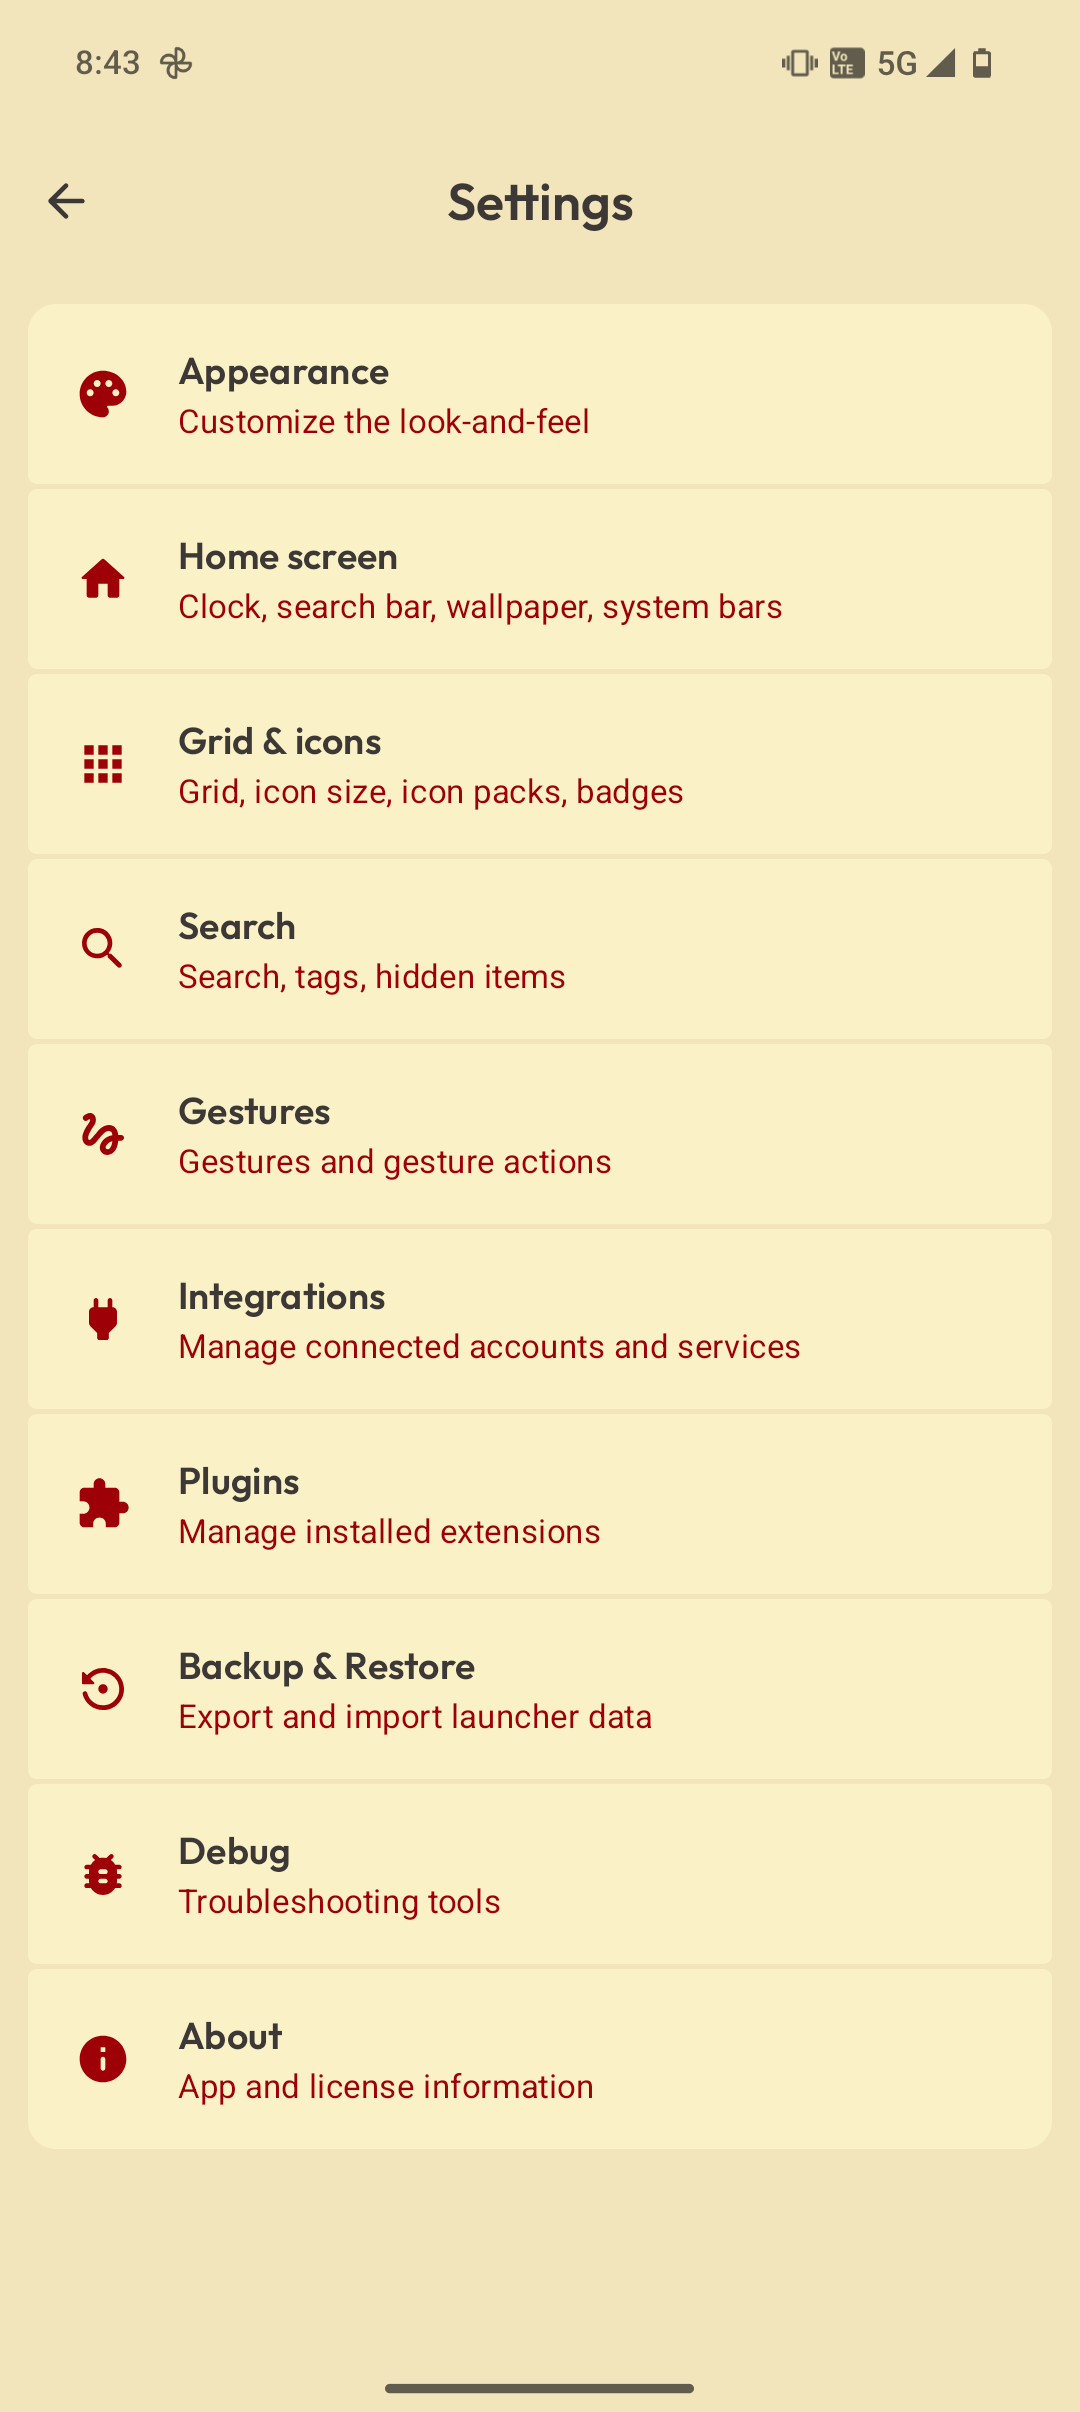 8:43 Vo LTE 5G
Settings
Appearance
Customize the look-and-feel
Home screen
Clock, search bar, wallpaper, system bars
Grid & icons
Grid, icon size, icon packs, badges
Search
Search, tags, hidden items
Gestures
Gestures and gesture actions
Integrations
Manage connected accounts and services
Plugins
Manage installed extensions
Backup & Restore
Export and import launcher data
Debug
Troubleshooting tools
About
App and license information